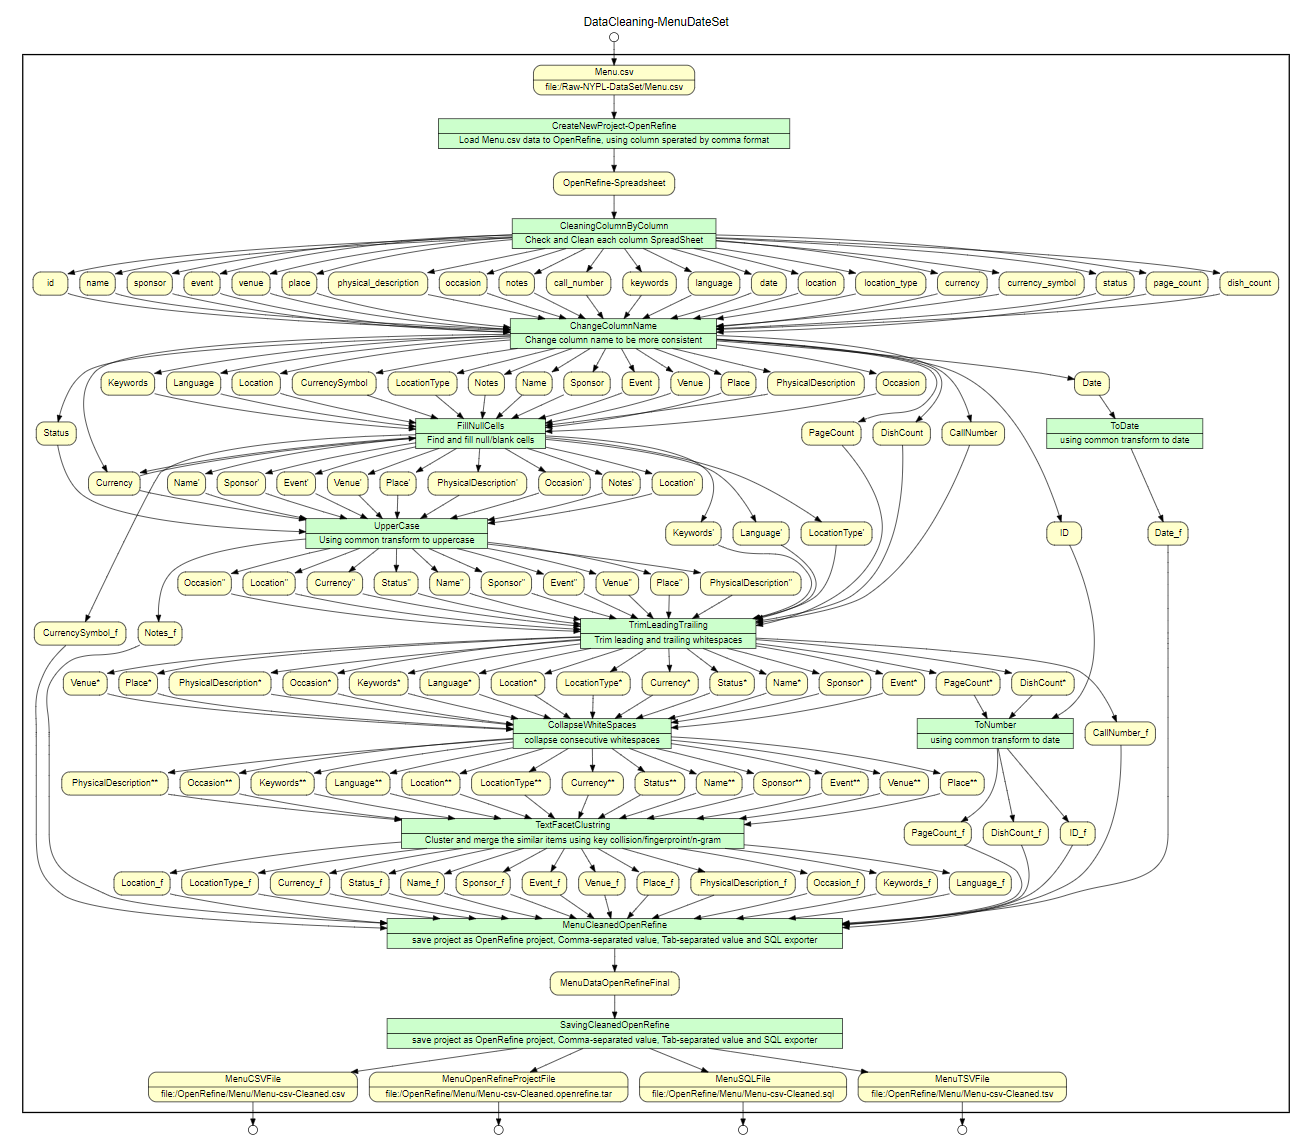 DataCleaning-MenuDateSet
Menu.csv
file:/Raw-NYPL-DataSet/Menu.csv
CreateNewProject-OpenRefine
Load Menu.csv data to OpenRefine, using column sperated by comma format
OpenRefine-Spreadsheet
CleaningColumnByColumn
Check and Clean each column SpreadSheet
id name sponsor event venue place physical_description occasion notes call_number keywords language date location location_type currency currency_symbol status page_count dish_count
ChangeColumnName
Change column name to be more consistent
Keywords Language Location CurrencySymbol LocationType Notes Name Sponsor Event Venue Place PhysicalDescription Occasion Date
FillNullCells
Find and fill null/blank cells
Status PageCount DishCount CallNumber
ToDate
using common transform to date
Currency Name' Sponsor' Event' Venue' Place' PhysicalDescription' Occasion' Notes' Location'
UpperCase
Using common transform to uppercase
Keywords' Language' LocationType' ID Date_f
Occasion'' Location'' Currency'' Status'' Name'' Sponsor'' Event'' Venue'' Place'' PhysicalDescription''
CurrencySymbol_f Notes_f
TrimLeadingTrailing
Trim leading and trailing whitespaces
Venue* Place* PhysicalDescription* Occasion* Keywords* Language* Location* LocationType* Currency* Status* Name* Sponsor* Event* PageCount* DishCount*
CollapseWhiteSpaces
collapse consecutive whitespaces
ToNumber
using common transform to date
CallNumber_f
PhysicalDescription** Occasion** Keywords** Language** Location** LocationType** Currency** Status** Name** Sponsor** Event** Venue** Place**
TextFacetClustring
Cluster and merge the similar items using key collision/fingerproint/n-gram
PageCount_f DishCount_f ID_f
Location_f LocationType_f Currency_f Status_f Name_f Sponsor_f Event_f Venue_f Place_f PhysicalDescription_f Occasion_f Keywords_f Language_f
MenuCleanedOpenRefine
save project as OpenRefine project, Comma-separated value, Tab-separated value and SQL exporter
MenuDataOpenRefineFinal
SavingCleanedOpenRefine
save project as OpenRefine project, Comma-separated value, Tab-separated value and SQL exporter
MenuCSVFile
file:/OpenRefine/Menu/Menu-csv-Cleaned.csv
MenuOpenRefineProjectFile
file:/OpenRefine/Menu/Menu-csv-Cleaned.openrefine.tar
MenuSQLFile
file:/OpenRefine/Menu/Menu-csv-Cleaned.sql
MenuTSVFile
file:/OpenRefine/Menu/Menu-csv-Cleaned.tsv